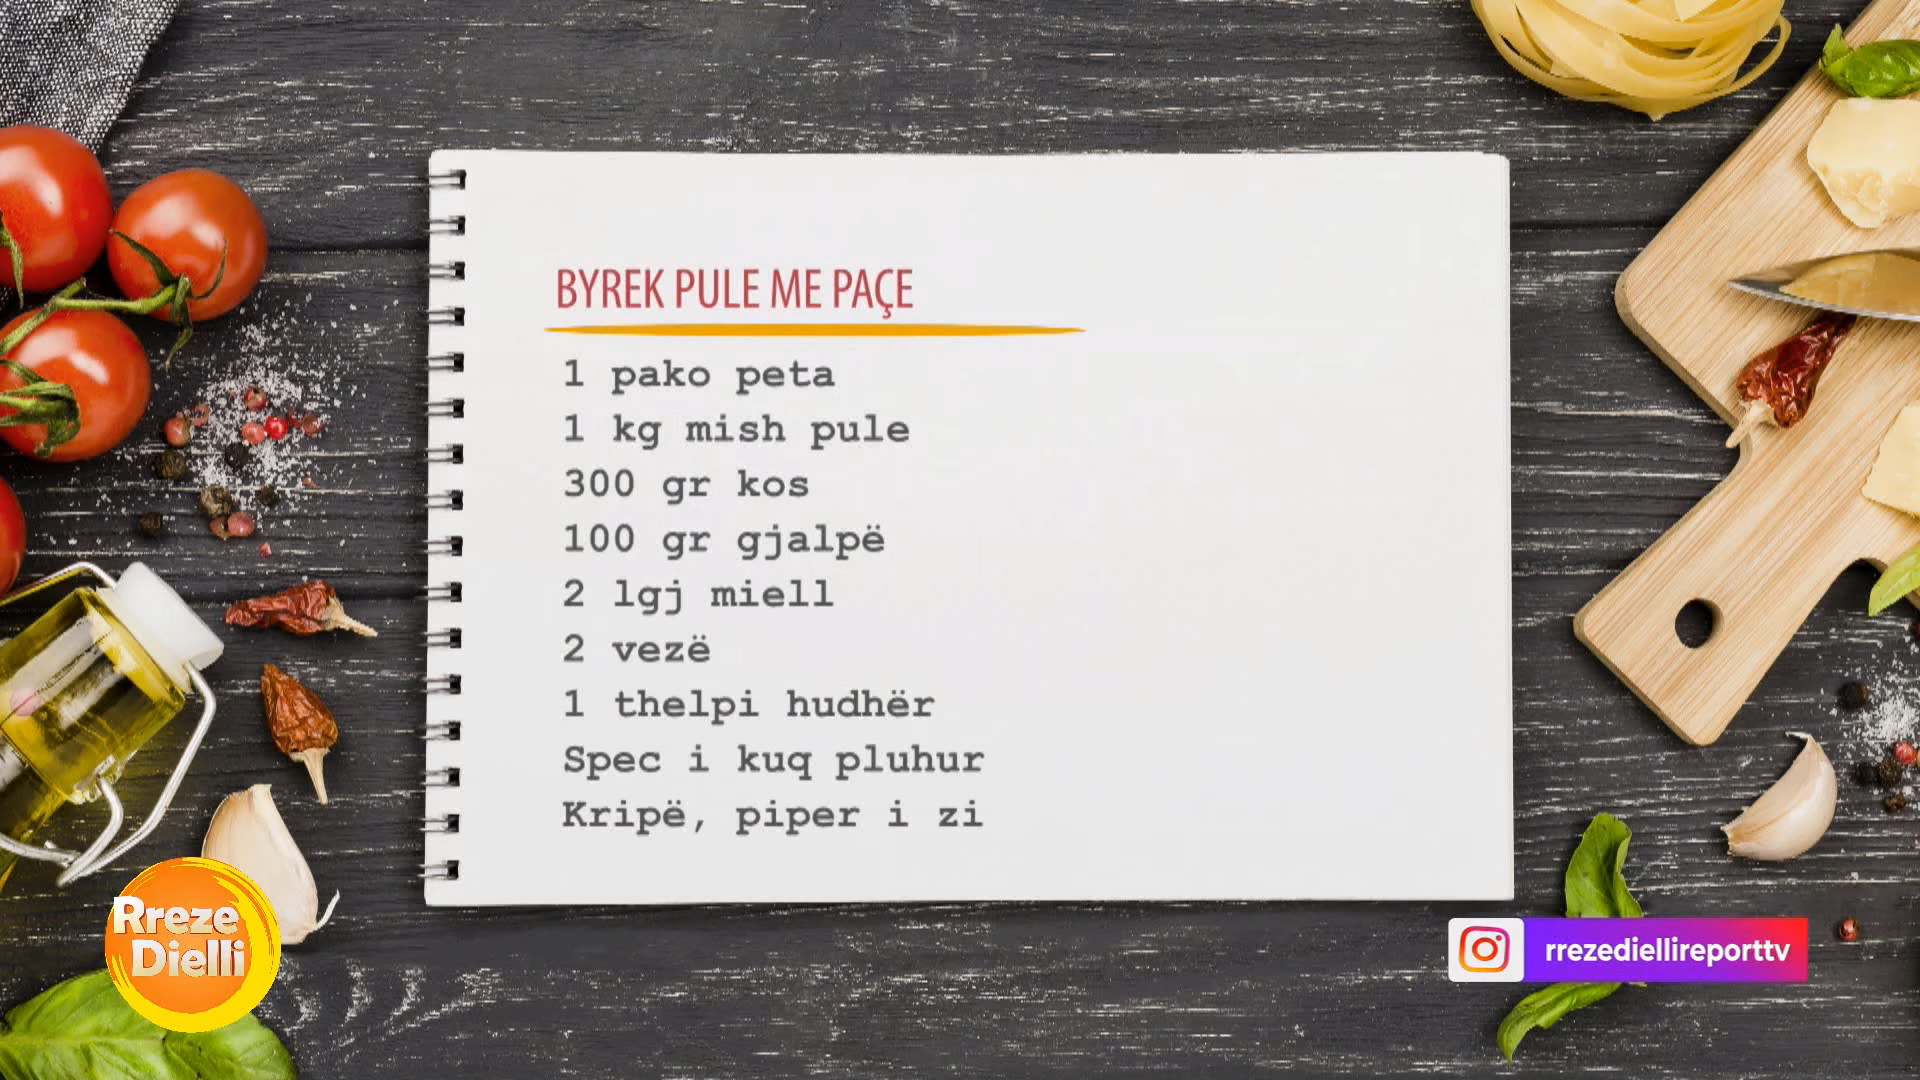 BYREK PULE ME PAÇE
1 pako peta
1 kg mish pule
300 gr kos
100 gr gjalpë
2 lgj miell
2 vezë
1 thelpi hudhër
Spec i kuq pluhur
Kripë, piper i zi
Rreze
Dielli
rrezediellireporttv